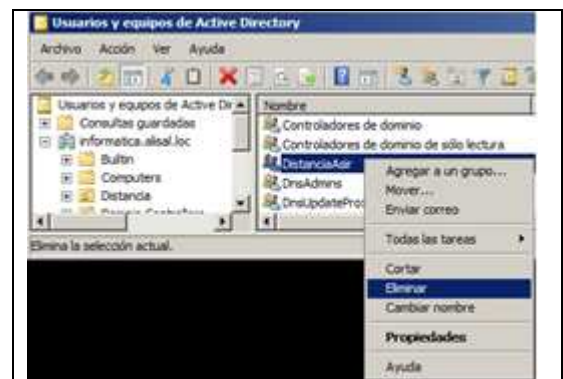 Usuarios y equipos de Active Directory
Archivo Acción Ver Ayuda
Usuarios y equipos de Active Dir
Consultas guardadas
informatica.alisal.loc
Builtin
Computers
Distancia
Nombre
Controladores de dominio
Controladores de dominio de sólo lectura
DistanciaAsir
DnsAdmins
DnsUpdatePro
Elimina la selección actual.
Agregar a un grupo...
Mover...
Enviar correo
Todas las tareas
Cortar
Eliminar
Cambiar nombre
Propiedades
Ayuda